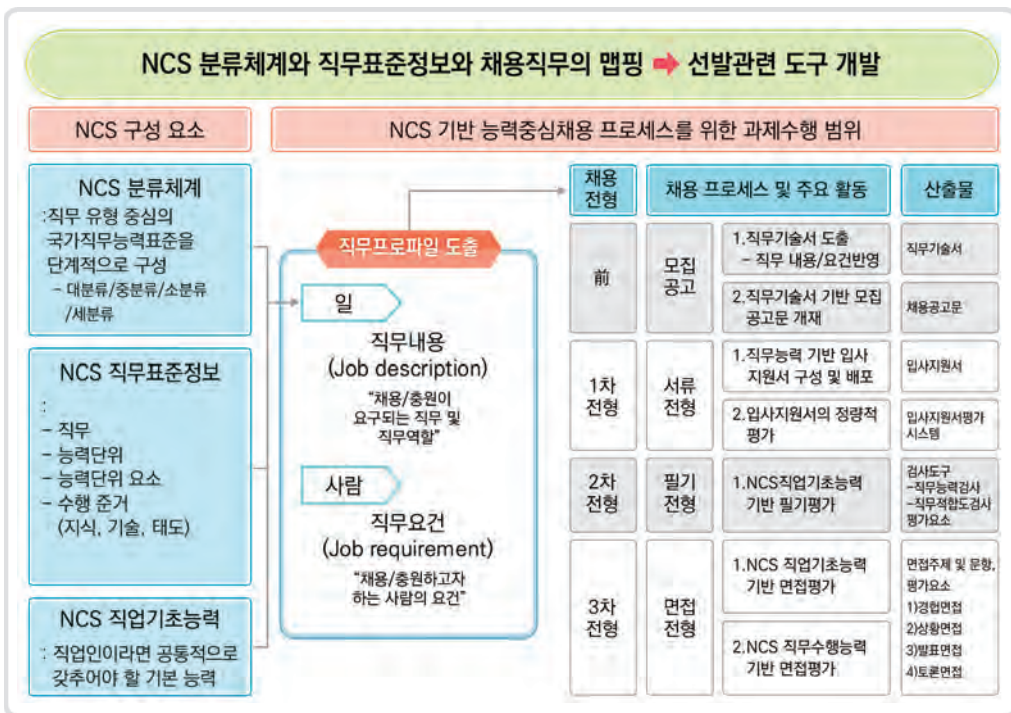 NCS 분류체계와 직무표준정보와 채용직무의 맵핑 ➡ 선발관련 도구 개발
NCS 구성 요소
NCS 기반 능력중심채용 프로세스를 위한 과제수행 범위
NCS 분류체계
:직무 유형 중심의
국가직무능력표준을
단계적으로 구성
– 대분류/중분류/소분류
/세분류
NCS 직무표준정보
:
– 직무
– 능력단위
– 능력단위 요소
– 수행 준거
(지식, 기술, 태도)
NCS 직업기초능력
: 직업인이라면 공통적으로
갖추어야 할 기본 능력
직무프로파일 도출
일
직무내용
(Job description)
“채용/충원이
요구되는 직무 및
직무역할”
사람
직무요건
(Job requirement)
“채용/충원하고자
하는 사람의 요건”
채용
전형
채용 프로세스 및 주요 활동
산출물
前
모집
공고
1.직무기술서 도출
– 직무 내용/요건반영
직무기술서
2.직무기술서 기반 모집
공고문 개재
채용공고문
1차
전형
서류
전형
1.직무능력 기반 입사
지원서 구성 및 배포
입사지원서
2.입사지원서의 정량적
평가
입사지원서평가
시스템
2차
전형
필기
전형
1.NCS직업기초능력
기반 필기평가
검사도구
–직무능력검사
–직무적합도검사
평가요소
3차
전형
면접
전형
1.NCS 직업기초능력
기반 면접평가
2.NCS 직무수행능력
기반 면접평가
면접주제 및 문항,
평가요소
1)경험면접
2)상황면접
3)발표면접
4)토론면접